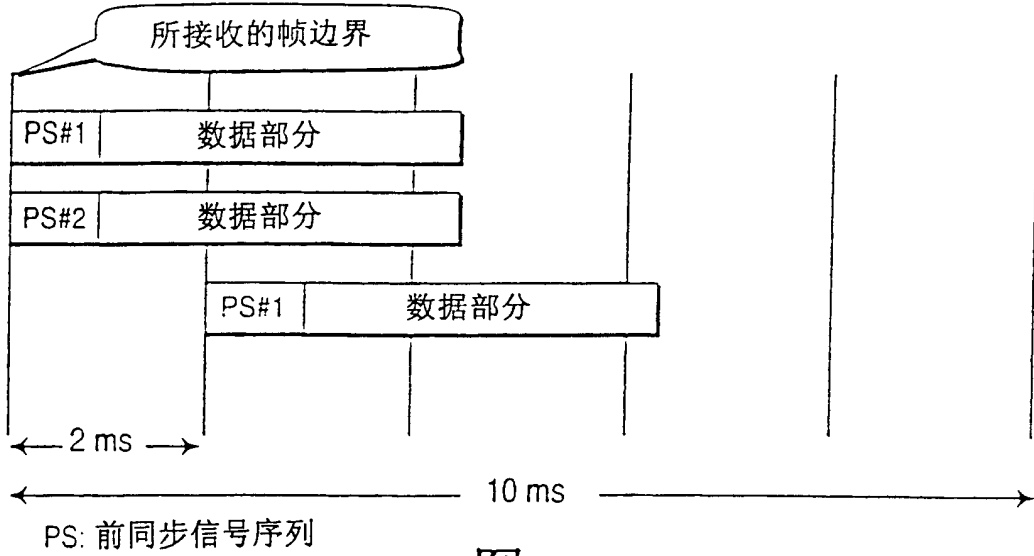 所接收的帧边界
PS#1 数据部分
PS#2 数据部分
PS#1 数据部分
2 ms
10 ms
PS: 前同步信号序列
图